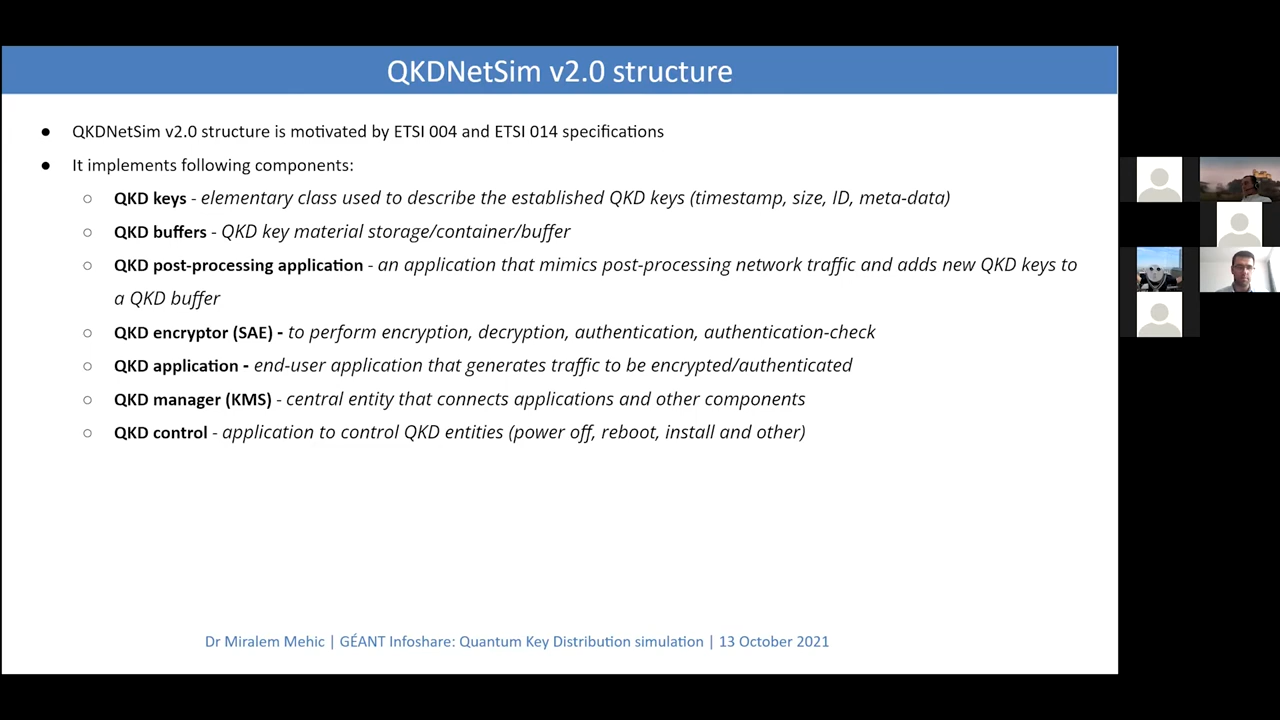 QKDNetSim v2.0 structure
● QKDNetSim v2.0 structure is motivated by ETSI 004 and ETSI 014 specifications
● It implements following components:
○ QKD keys - elementary class used to describe the established QKD keys (timestamp, size, ID, meta-data)
○ QKD buffers - QKD key material storage/container/buffer
○ QKD post-processing application - an application that mimics post-processing network traffic and adds new QKD keys to
a QKD buffer
○ QKD encryptor (SAE) - to perform encryption, decryption, authentication, authentication-check
○ QKD application - end-user application that generates traffic to be encrypted/authenticated
○ QKD manager (KMS) - central entity that connects applications and other components
○ QKD control - application to control QKD entities (power off, reboot, install and other)
Dr Miralem Mehic | GÉANT Infoshare: Quantum Key Distribution simulation | 13 October 2021